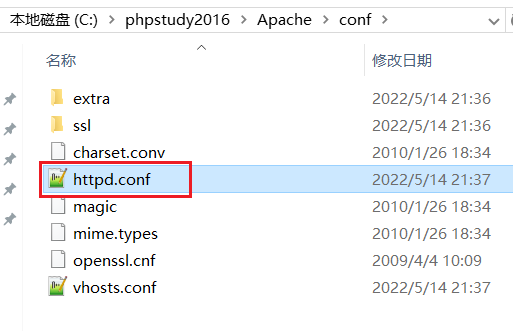 本地磁盘 (C:) › phpstudy2016 › Apache › conf
名称 修改日期
extra 2022/5/14 21:36
ssl 2022/5/14 21:36
charset.conv 2010/1/26 18:34
httpd.conf 2022/5/14 21:37
magic 2010/1/26 18:34
mime.types 2010/1/26 18:34
openssl.cnf 2009/4/4 10:09
vhosts.conf 2022/5/14 21:37